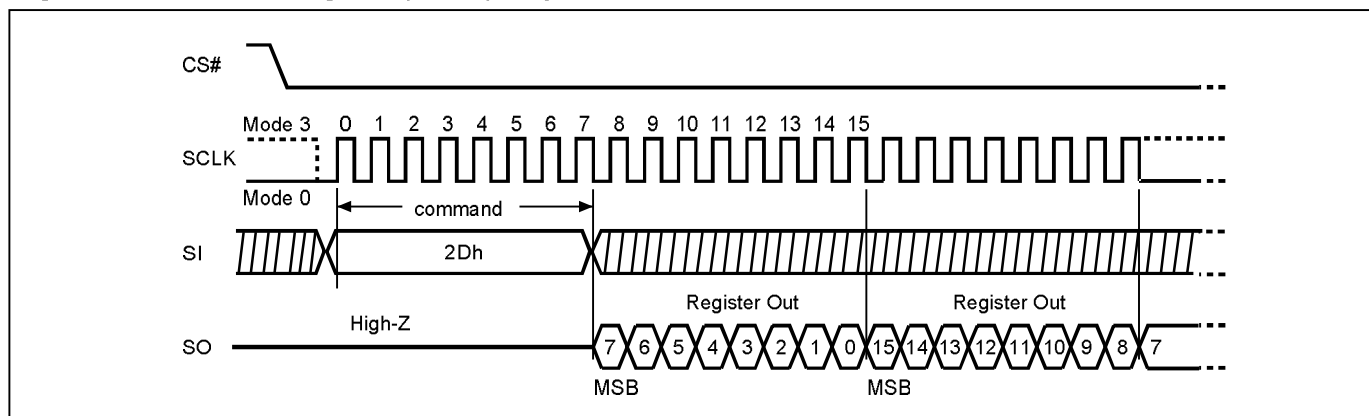 CS#
Mode 3 0 1 2 3 4 5 6 7 8 9 10 11 12 13 14 15
SCLK
Mode 0
command
SI 2Dh
Register Out Register Out
High-Z
SO 7 6 5 4 3 2 1 0 15 14 13 12 11 10 9 8 7
MSB MSB